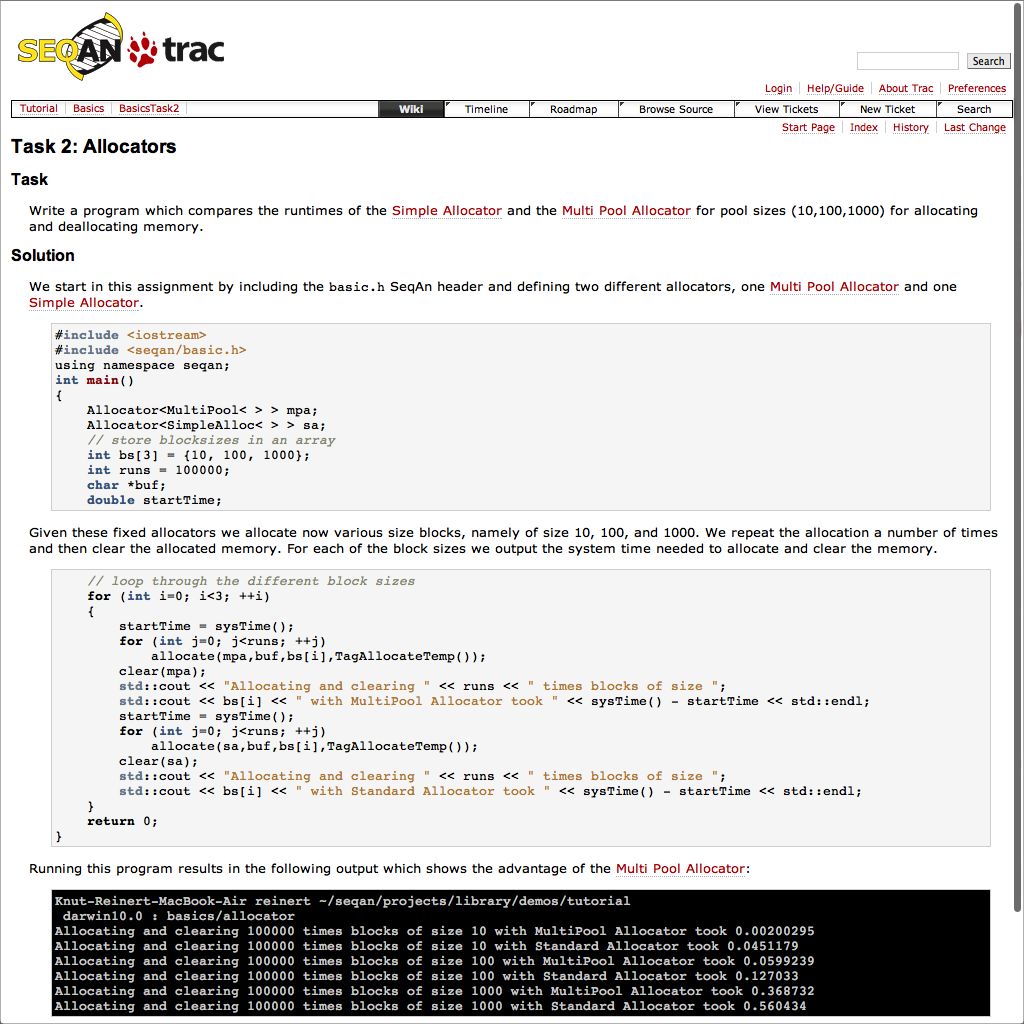 SEQAN trac
Search
Login Help/Guide About Trac Preferences
Tutorial Basics BasicsTask2 Wiki Timeline Roadmap Browse Source View Tickets New Ticket Search
Start Page Index History Last Change
Task 2: Allocators
Task
Write a program which compares the runtimes of the Simple Allocator and the Multi Pool Allocator for pool sizes (10,100,1000) for allocating
and deallocating memory.
Solution
We start in this assignment by including the basic.h SeqAn header and defining two different allocators, one Multi Pool Allocator and one
Simple Allocator.
#include <iostream>
#include <seqan/basic.h>
using namespace seqan;
int main()
{
    Allocator<MultiPool< > > mpa;
    Allocator<SimpleAlloc< > > sa;
    // store blocksizes in an array
    int bs[3] = {10, 100, 1000};
    int runs = 100000;
    char *buf;
    double startTime;
Given these fixed allocators we allocate now various size blocks, namely of size 10, 100, and 1000. We repeat the allocation a number of times
and then clear the allocated memory. For each of the block sizes we output the system time needed to allocate and clear the memory.
    // loop through the different block sizes
    for (int i=0; i<3; ++i)
    {
        startTime = sysTime();
        for (int j=0; j<runs; ++j)
            allocate(mpa,buf,bs[i],TagAllocateTemp());
        clear(mpa);
        std::cout << "Allocating and clearing " << runs << " times blocks of size ";
        std::cout << bs[i] << " with MultiPool Allocator took " << sysTime() - startTime << std::endl;
        startTime = sysTime();
        for (int j=0; j<runs; ++j)
            allocate(sa,buf,bs[i],TagAllocateTemp());
        clear(sa);
        std::cout << "Allocating and clearing " << runs << " times blocks of size ";
        std::cout << bs[i] << " with Standard Allocator took " << sysTime() - startTime << std::endl;
    }
    return 0;
}
Running this program results in the following output which shows the advantage of the Multi Pool Allocator:
Knut-Reinert-MacBook-Air reinert ~/seqan/projects/library/demos/tutorial
 darwin10.0 : basics/allocator
Allocating and clearing 100000 times blocks of size 10 with MultiPool Allocator took 0.00200295
Allocating and clearing 100000 times blocks of size 10 with Standard Allocator took 0.0451179
Allocating and clearing 100000 times blocks of size 100 with MultiPool Allocator took 0.0599239
Allocating and clearing 100000 times blocks of size 100 with Standard Allocator took 0.127033
Allocating and clearing 100000 times blocks of size 1000 with MultiPool Allocator took 0.368732
Allocating and clearing 100000 times blocks of size 1000 with Standard Allocator took 0.560434